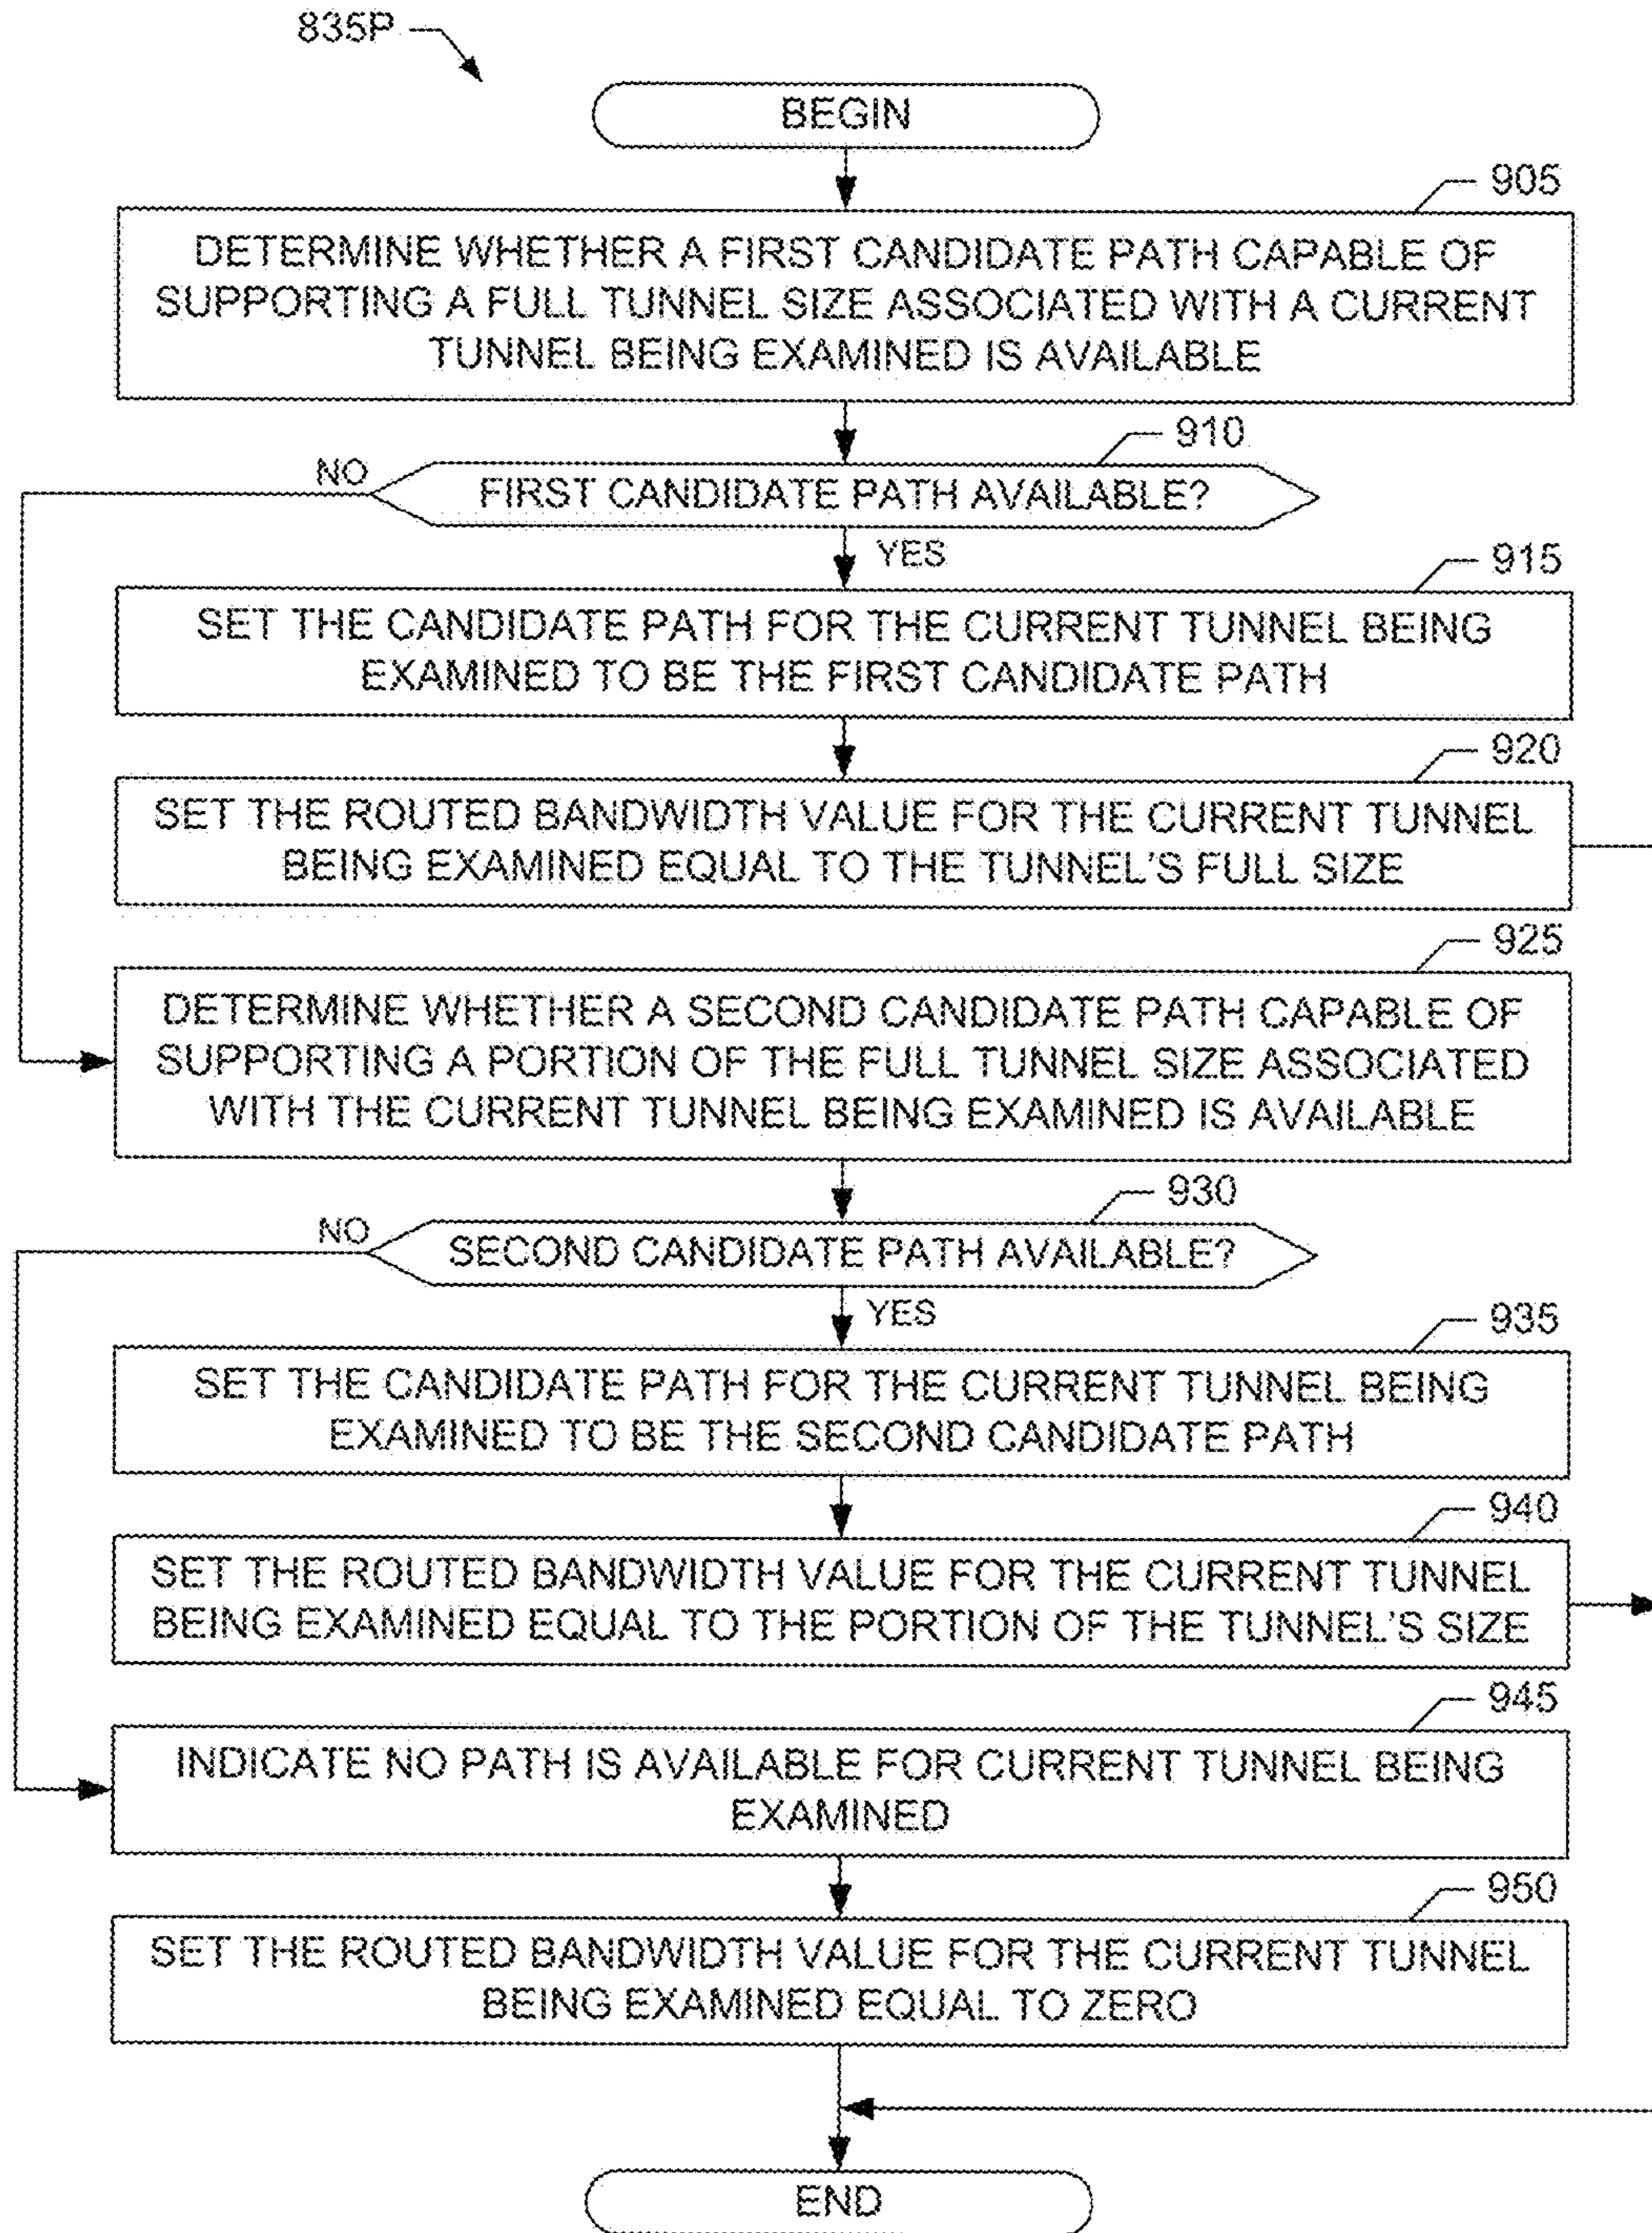 835P
BEGIN
905
DETERMINE WHETHER A FIRST CANDIDATE PATH CAPABLE OF
SUPPORTING A FULL TUNNEL SIZE ASSOCIATED WITH A CURRENT
TUNNEL BEING EXAMINED IS AVAILABLE
910
NO
FIRST CANDIDATE PATH AVAILABLE?
YES
915
SET THE CANDIDATE PATH FOR THE CURRENT TUNNEL BEING
EXAMINED TO BE THE FIRST CANDIDATE PATH
920
SET THE ROUTED BANDWIDTH VALUE FOR THE CURRENT TUNNEL
BEING EXAMINED EQUAL TO THE TUNNEL'S FULL SIZE
925
DETERMINE WHETHER A SECOND CANDIDATE PATH CAPABLE OF
SUPPORTING A PORTION OF THE FULL TUNNEL SIZE ASSOCIATED
WITH THE CURRENT TUNNEL BEING EXAMINED IS AVAILABLE
930
NO
SECOND CANDIDATE PATH AVAILABLE?
YES
935
SET THE CANDIDATE PATH FOR THE CURRENT TUNNEL BEING
EXAMINED TO BE THE SECOND CANDIDATE PATH
940
SET THE ROUTED BANDWIDTH VALUE FOR THE CURRENT TUNNEL
BEING EXAMINED EQUAL TO THE PORTION OF THE TUNNEL'S SIZE
945
INDICATE NO PATH IS AVAILABLE FOR CURRENT TUNNEL BEING
EXAMINED
950
SET THE ROUTED BANDWIDTH VALUE FOR THE CURRENT TUNNEL
BEING EXAMINED EQUAL TO ZERO
END